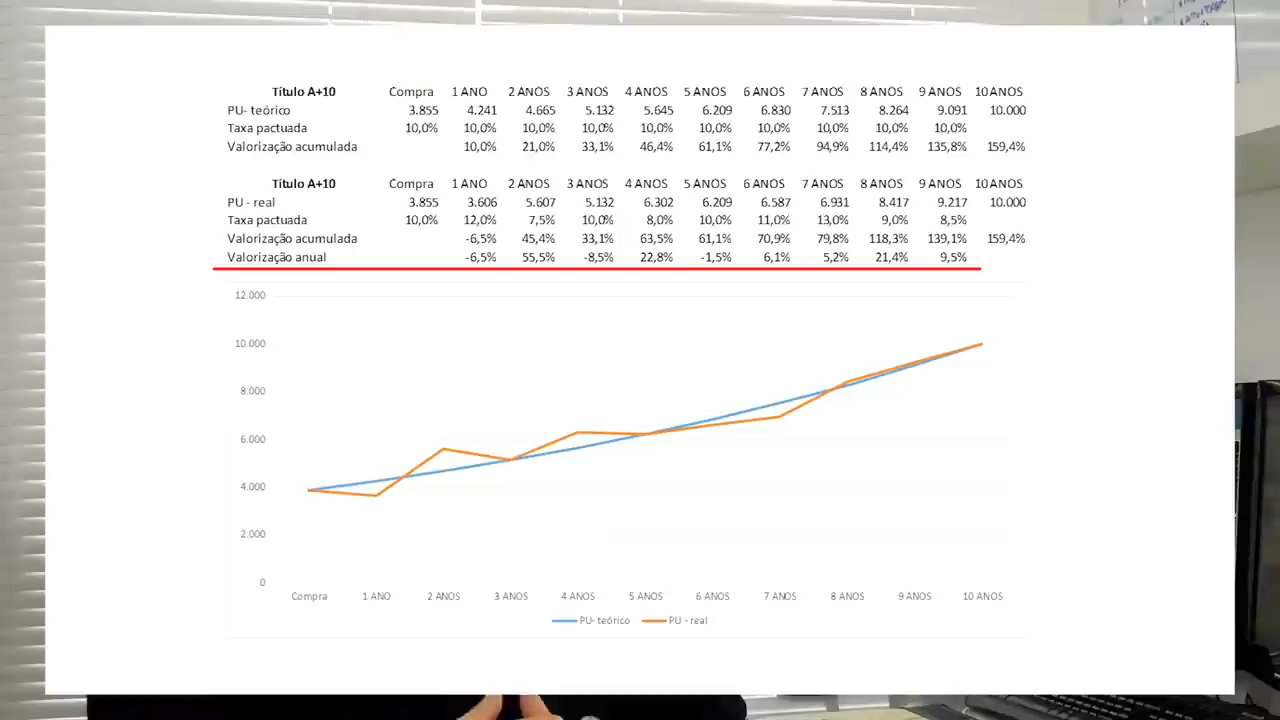 Título A+10 Compra 1 ANO 2 ANOS 3 ANOS 4 ANOS 5 ANOS 6 ANOS 7 ANOS 8 ANOS 9 ANOS 10 ANOS
PU- teórico 3.855 4.241 4.665 5.132 5.645 6.209 6.830 7.513 8.264 9.091 10.000
Taxa pactuada 10,0% 10,0% 10,0% 10,0% 10,0% 10,0% 10,0% 10,0% 10,0% 10,0%
Valorização acumulada 10,0% 21,0% 33,1% 46,4% 61,1% 77,2% 94,9% 114,4% 135,8% 159,4%
Título A+10 Compra 1 ANO 2 ANOS 3 ANOS 4 ANOS 5 ANOS 6 ANOS 7 ANOS 8 ANOS 9 ANOS 10 ANOS
PU - real 3.855 3.606 5.607 5.132 6.302 6.209 6.587 6.931 8.417 9.217 10.000
Taxa pactuada 10,0% 12,0% 7,5% 10,0% 8,0% 10,0% 11,0% 13,0% 9,0% 8,5%
Valorização acumulada -6,5% 45,4% 33,1% 63,5% 61,1% 70,9% 79,8% 118,3% 139,1% 159,4%
Valorização anual -6,5% 55,5% -8,5% 22,8% -1,5% 6,1% 5,2% 21,4% 9,5%
12.000
10.000
8.000
6.000
4.000
2.000
0
Compra 1 ANO 2 ANOS 3 ANOS 4 ANOS 5 ANOS 6 ANOS 7 ANOS 8 ANOS 9 ANOS 10 ANOS
PU- teórico PU - real